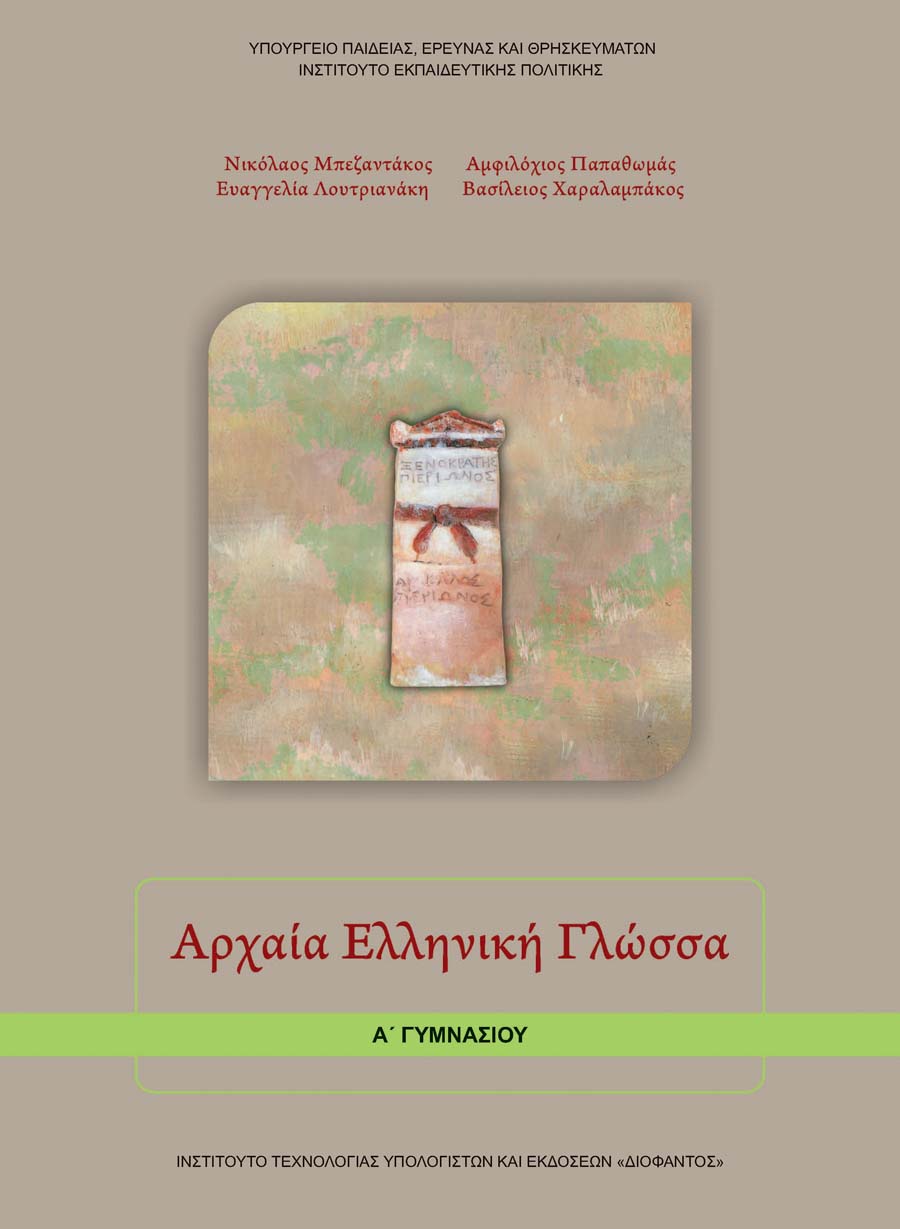 ΥΠΟΥΡΓΕΙΟ ΠΑΙΔΕΙΑΣ, ΕΡΕΥΝΑΣ ΚΑΙ ΘΡΗΣΚΕΥΜΑΤΩΝ
ΙΝΣΤΙΤΟΥΤΟ ΕΚΠΑΙΔΕΥΤΙΚΗΣ ΠΟΛΙΤΙΚΗΣ
Νικόλαος Μπεζαντάκος Αμφιλόχιος Παπαθωμάς
Ευαγγελία Λουτριανάκη Βασίλειος Χαραλαμπάκος
ΞΕΝΟΚΡΑΤΗΣ
ΠΙΕΡΙΩΝΟΣ
ΠΙΕΡΙΩΝΟΣ
Αρχαία Ελληνική Γλώσσα
Α΄ ΓΥΜΝΑΣΙΟΥ
ΙΝΣΤΙΤΟΥΤΟ ΤΕΧΝΟΛΟΓΙΑΣ ΥΠΟΛΟΓΙΣΤΩΝ ΚΑΙ ΕΚΔΟΣΕΩΝ «ΔΙΟΦΑΝΤΟΣ»